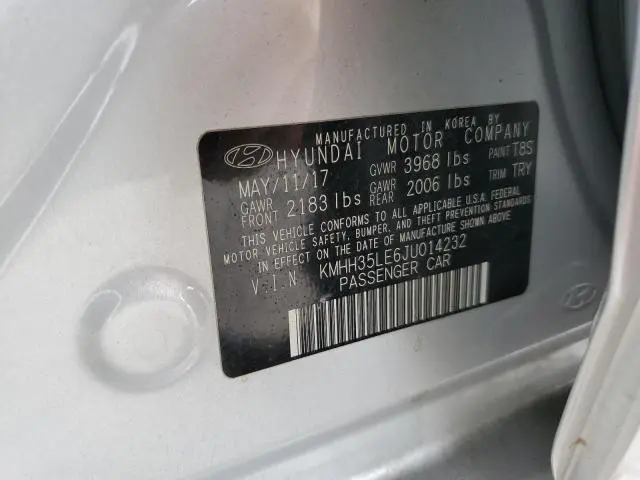 MANUFACTURED IN KOREA BY
HYUNDAI MOTOR COMPANY
MAY/11/17 GVWR 3968 lbs PAINT T8S
GAWR FRONT 2183 lbs GAWR REAR 2006 lbs TRIM TRY
THIS VEHICLE CONFORMS TO ALL APPLICABLE U.S.A. FEDERAL
MOTOR VEHICLE SAFETY, BUMPER, AND THEFT PREVENTION STANDARDS
IN EFFECT ON THE DATE OF MANUFACTURE SHOWN ABOVE.
V.I.N KMHH35LE6JU014232
PASSENGER CAR